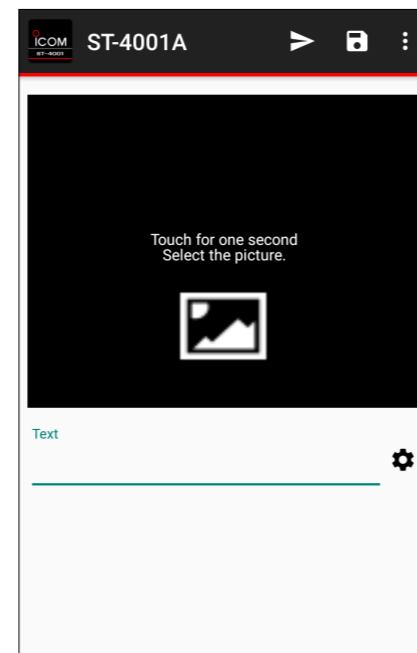 ICOM
ST-4001
ST-4001A
Touch for one second
Select the picture.
Text